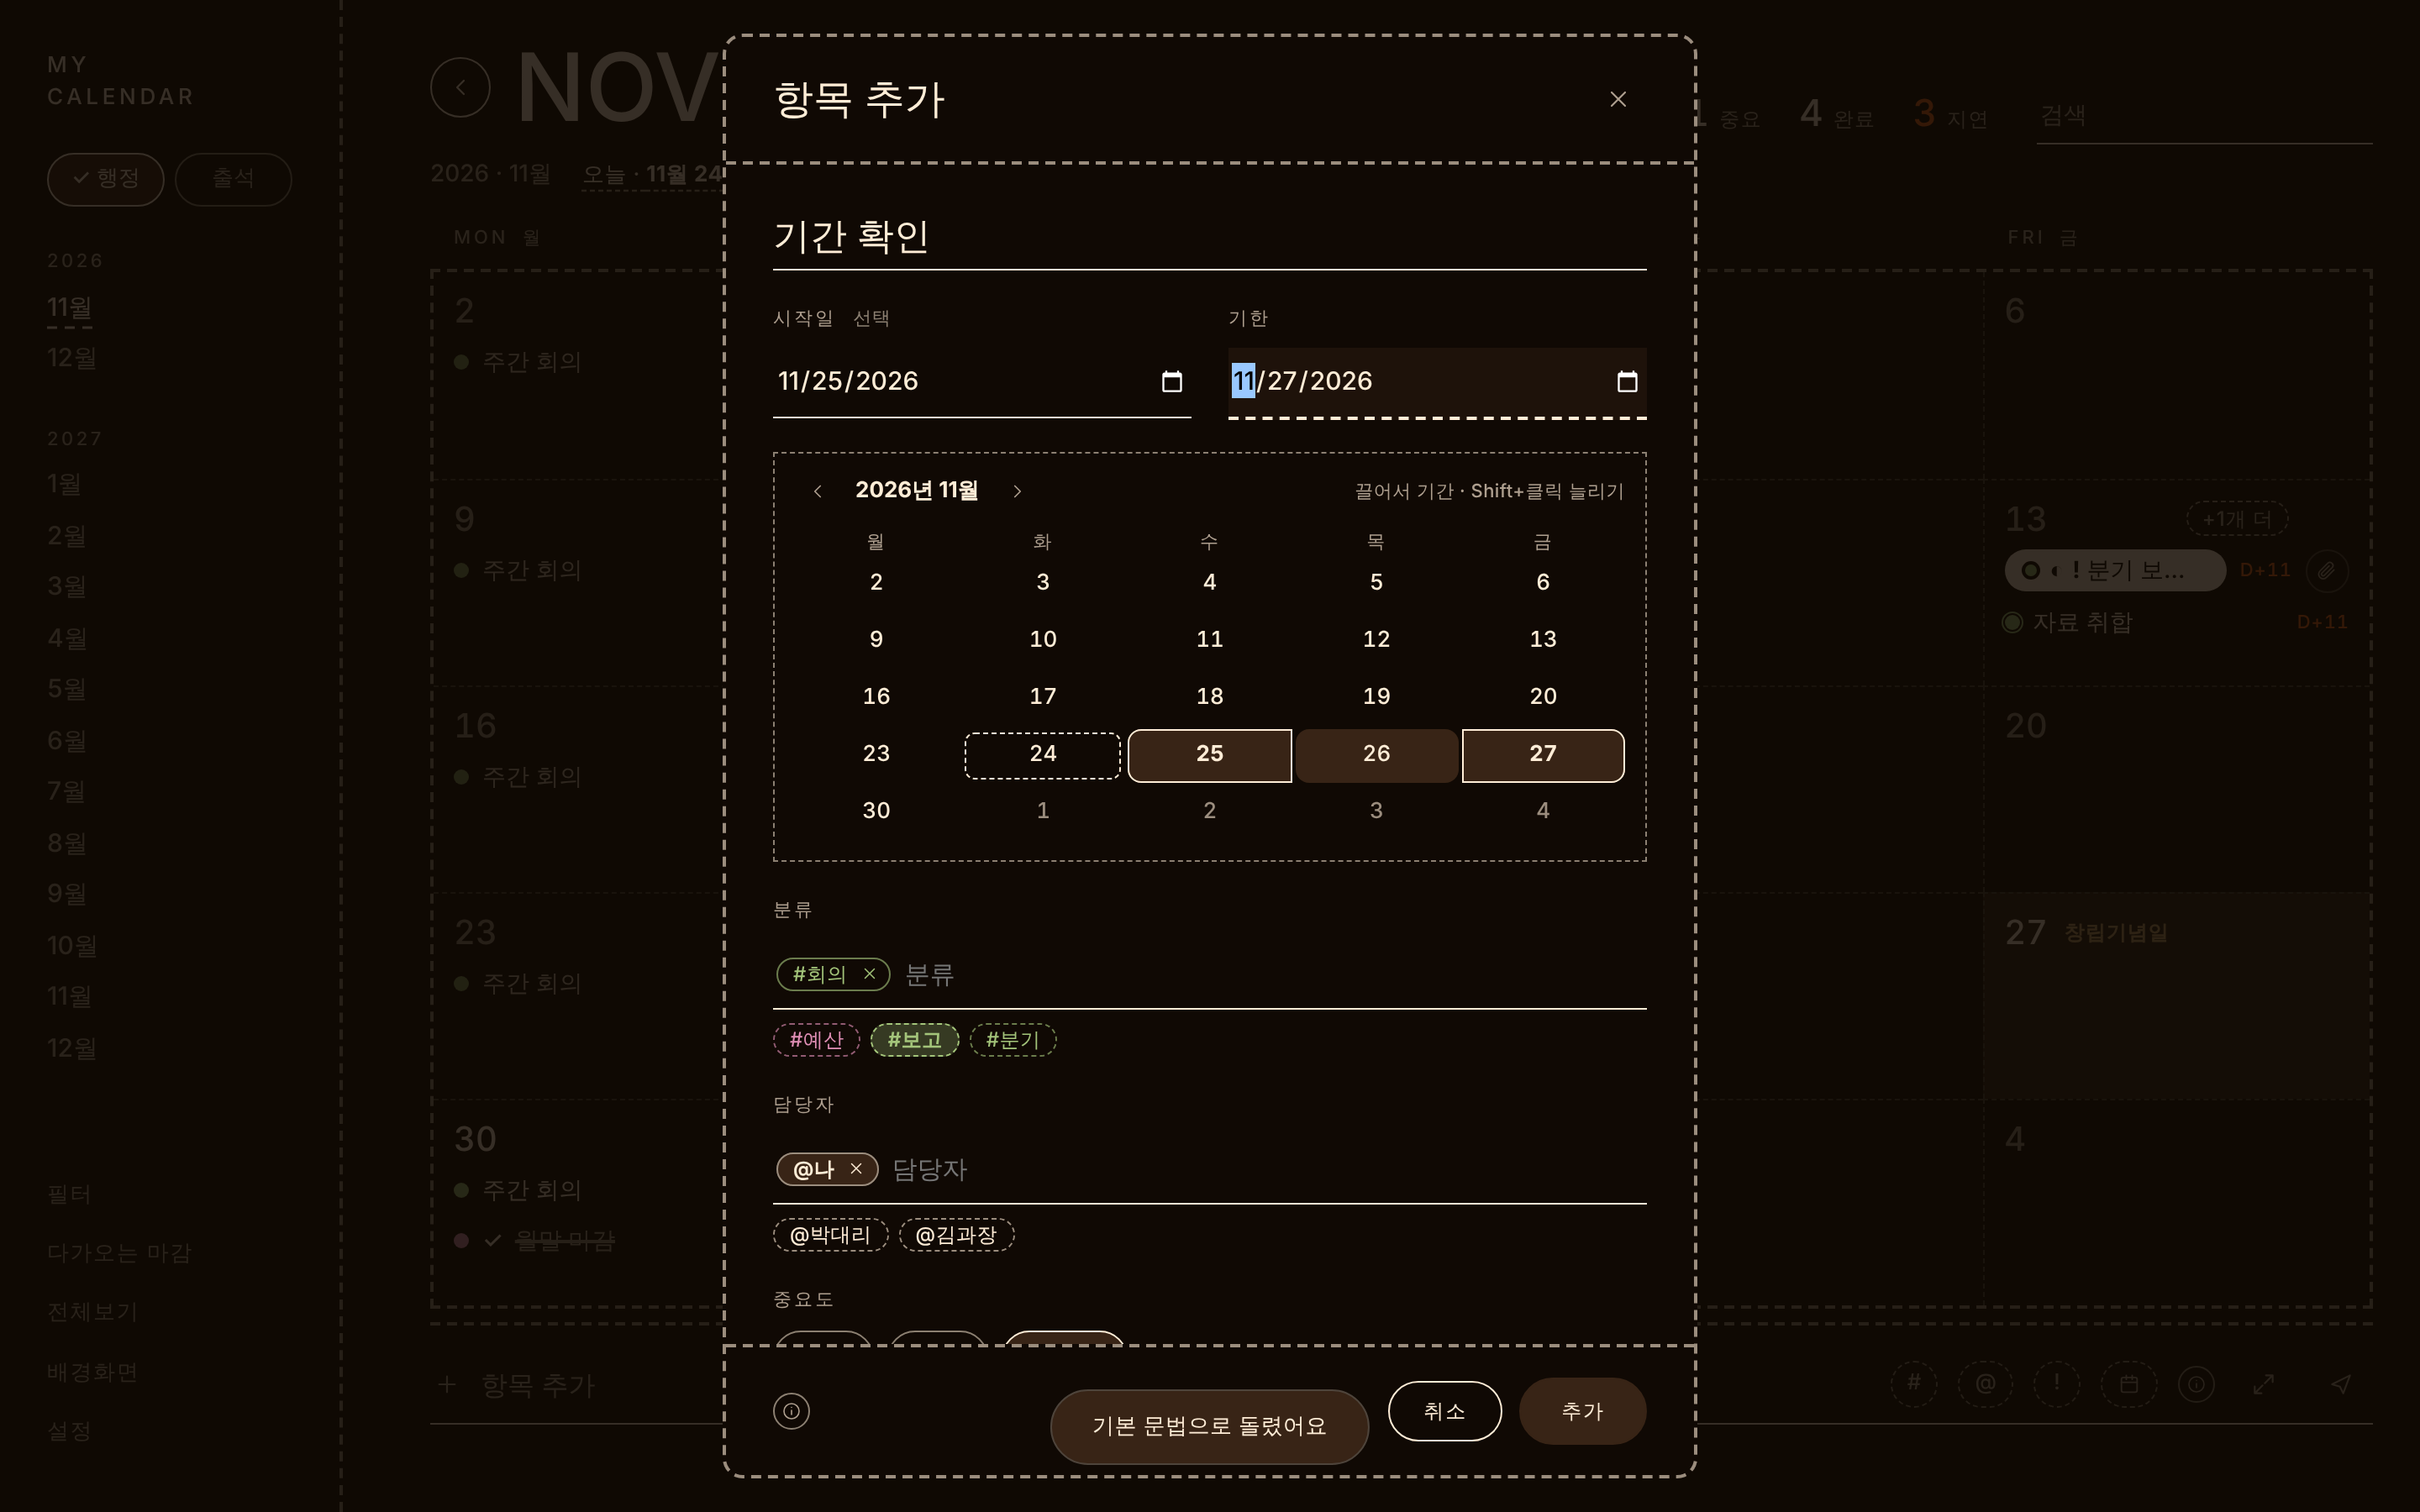 MY
CALENDAR
행정
출석
2026
11월
12월
2027
1월
2월
3월
4월
5월
6월
7월
8월
9월
10월
11월
12월
필터
다가오는 마감
전체보기
배경화면
설정
NOV
2026 · 11월
오늘 · 11월 24
1 중요
4 완료
3 지연
검색
MON 월
FRI 금
2
주간 회의
6
9
주간 회의
13
+1개 더
! 분기 보...
D+11
자료 취합
D+11
16
주간 회의
20
23
주간 회의
27 창립기념일
30
주간 회의
월말 마감
4
+ 항목 추가
#
@
!
항목 추가
기간 확인
시작일 선택
기한
11/25/2026
11/27/2026
2026년 11월
끌어서 기간 · Shift+클릭 늘리기
월 화 수 목 금
2 3 4 5 6
9 10 11 12 13
16 17 18 19 20
23 24 25 26 27
30 1 2 3 4
분류
#회의
분류
#예산 #보고 #분기
담당자
@나
담당자
@박대리 @김과장
중요도
기본 문법으로 돌렸어요
취소
추가